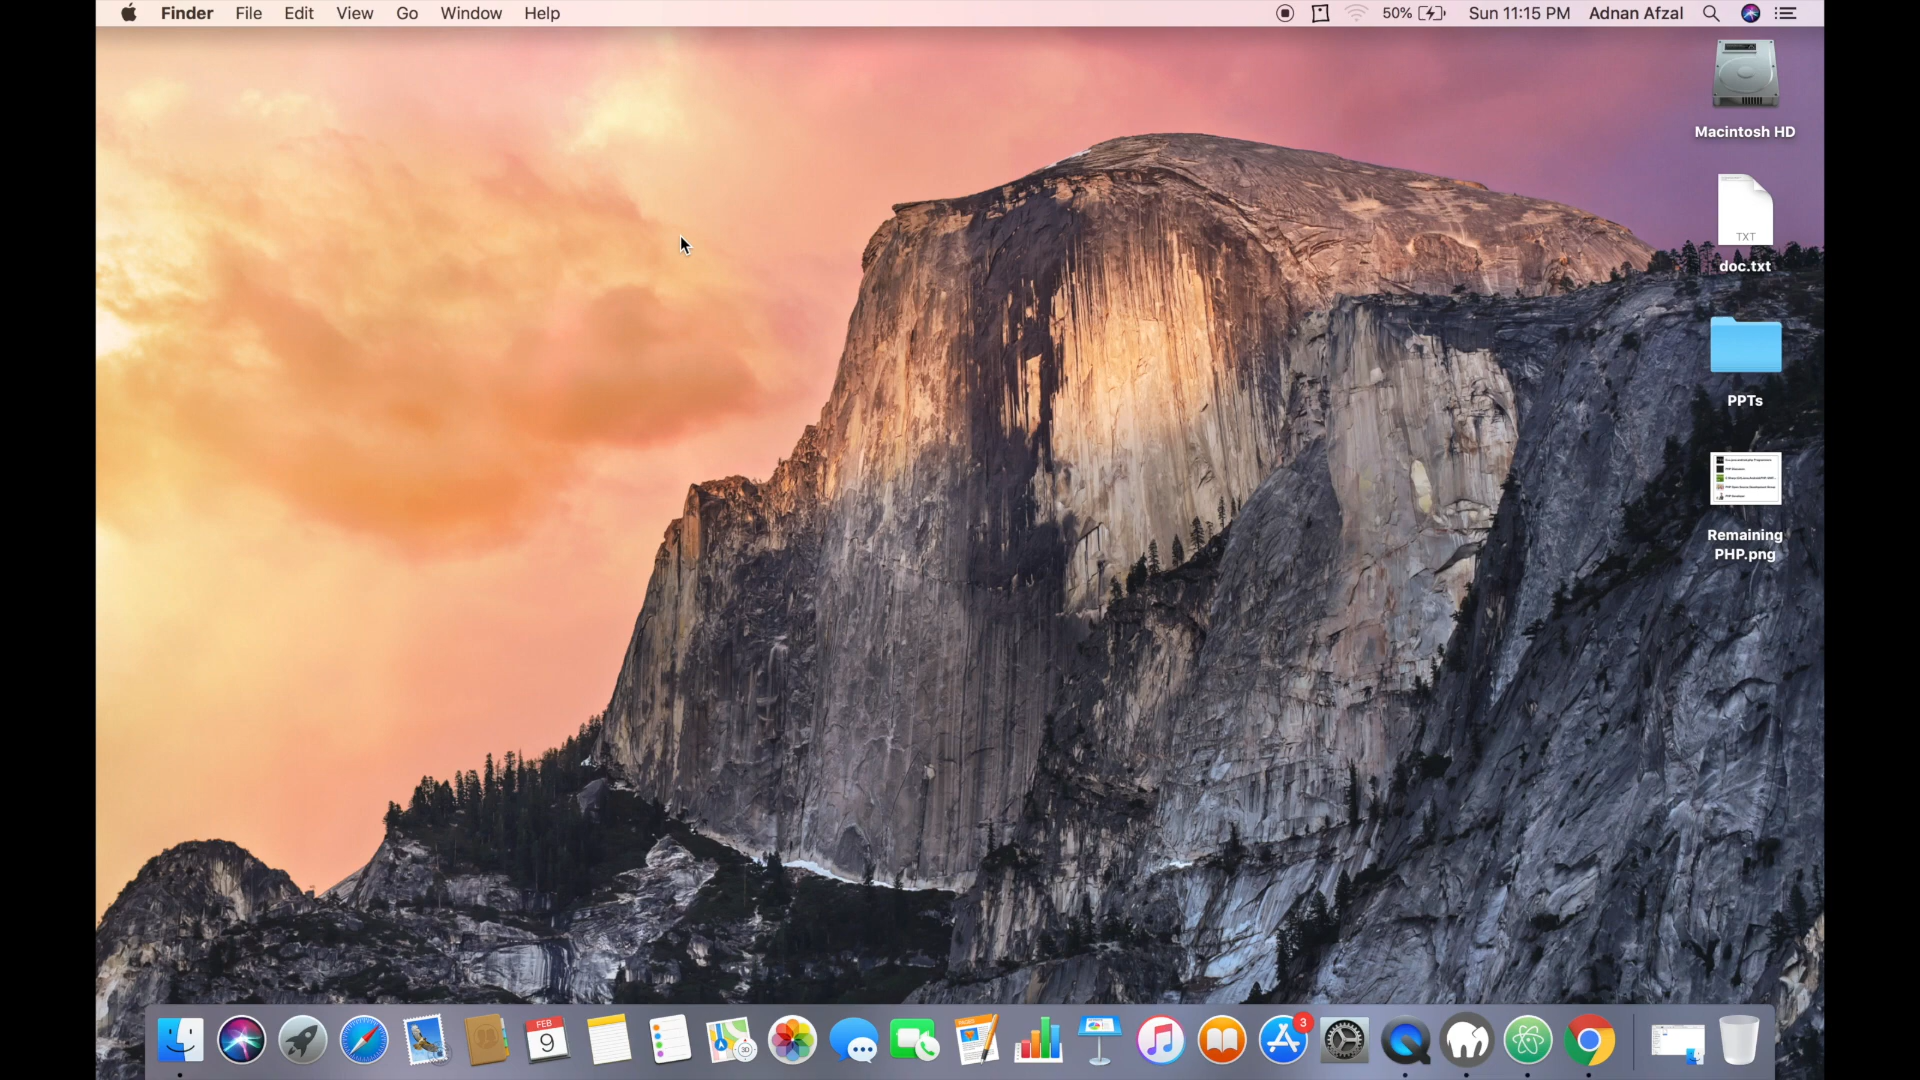 Finder File Edit View Go Window Help 50% Sun 11:15 PM Adnan Afzal
Macintosh HD
TXT
doc.txt
PPTs
Remaining
PHP.png
FEB
9
3D
3